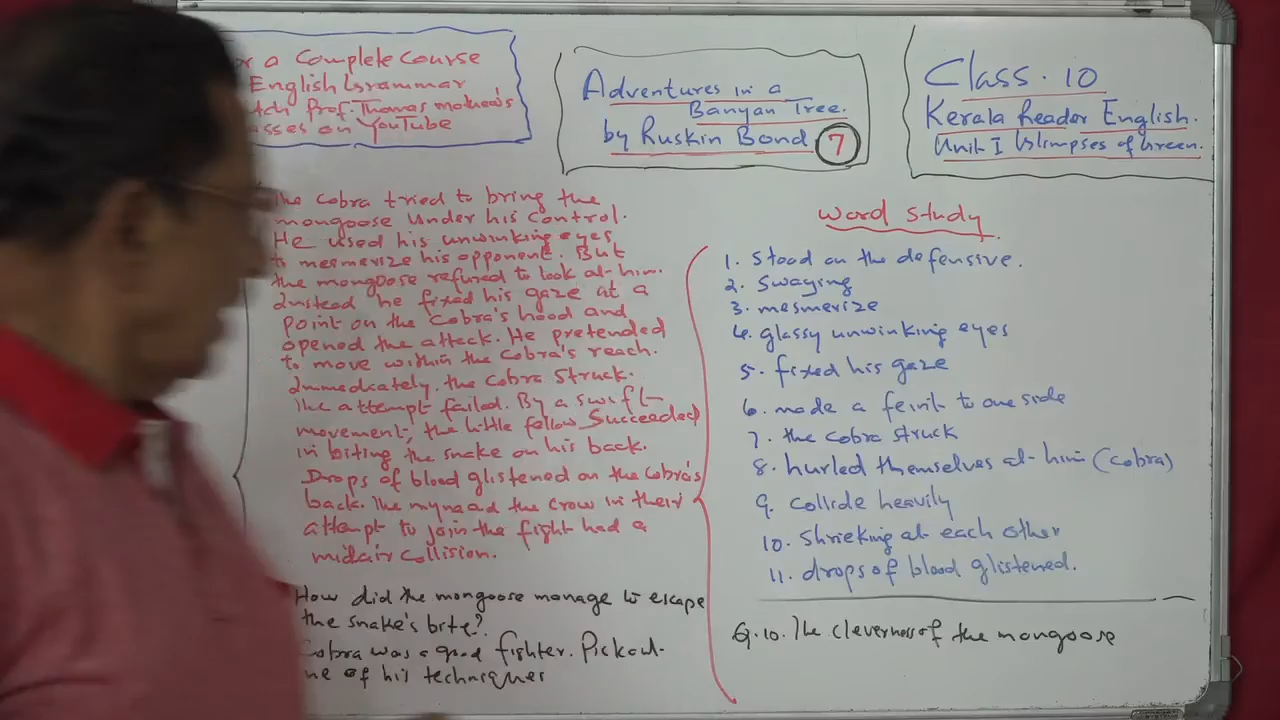 a Complete Course
English Grammar
Prof. Thomas Mathew's
on YouTube
Adventures in a
Banyan Tree.
by Ruskin Bond 7
Class. 10
Kerala Reader English.
Unit I Glimpses of Green.
The Cobra tried to bring the
mongoose under his control.
He used his unwinking eyes
to mesmerize his opponent. But
the mongoose refused to look at him.
Instead he fixed his gaze at a
point on the Cobra's hood and
opened the attack. He pretended
to move within the Cobra's reach.
Immediately, the Cobra struck.
The attempt failed. By a swift
movement, the little fellow Succeeded
in biting the snake on his back.
Drops of blood glistened on the Cobra's
back. The myna and the crow in their
attempt to join the fight had a
midair collision.
How did the mongoose manage to escape
the snake's bite?
Cobra was a good fighter. Pick out
of his techniques
Word Study
1. Stood on the defensive.
2. Swaying
3. mesmerize
4. glassy unwinking eyes
5. fixed his gaze
6. made a feint to one side
7. the cobra struck
8. hurled themselves at him (cobra)
9. collide heavily
10. Shrieking at each other
11. drops of blood glistened.
Q.10. The cleverness of the mongoose